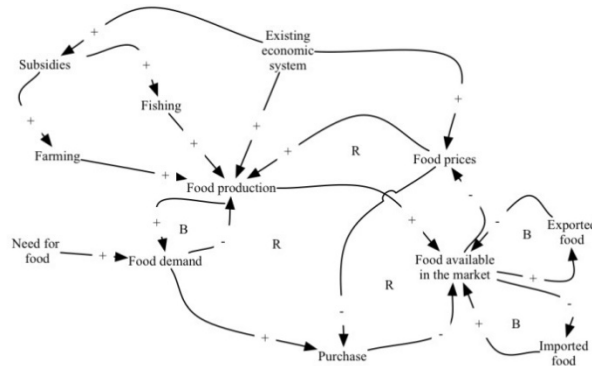 Existing
economic
system
Subsidies
Fishing
Farming
Food prices
Food production
Need for
food
Food demand
Food available
in the market
Exported
food
Imported
food
Purchase
+
+
+
+
+
+
+
+
R
+
+
B
-
R
+
+
-
-
B
+
-
R
-
+
B
+
-